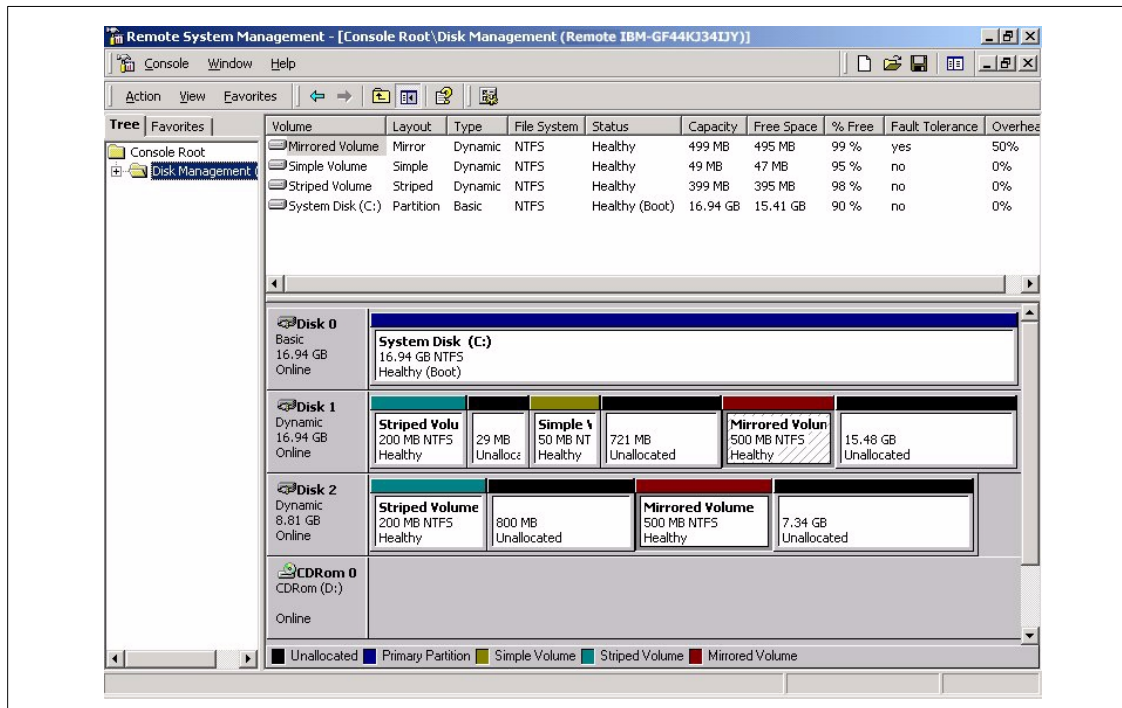 Remote System Management - [Console Root\Disk Management (Remote IBM-GF44KJ34IJY)]
Console Window Help
Action View Favorites
Tree Favorites
Console Root
Disk Management (
Volume Layout Type File System Status Capacity Free Space % Free Fault Tolerance Overhea
Mirrored Volume Mirror Dynamic NTFS Healthy 499 MB 495 MB 99 % yes 50%
Simple Volume Simple Dynamic NTFS Healthy 49 MB 47 MB 95 % no 0%
Striped Volume Striped Dynamic NTFS Healthy 399 MB 395 MB 98 % no 0%
System Disk (C:) Partition Basic NTFS Healthy (Boot) 16.94 GB 15.41 GB 90 % no 0%
Disk 0
Basic
16.94 GB
Online
System Disk (C:)
16.94 GB NTFS
Healthy (Boot)
Disk 1
Dynamic
16.94 GB
Online
Striped Volu
200 MB NTFS
Healthy
29 MB
Unalloca
Simple V
50 MB NT
Healthy
721 MB
Unallocated
Mirrored Volun
500 MB NTFS
Healthy
15.48 GB
Unallocated
Disk 2
Dynamic
8.81 GB
Online
Striped Volume
200 MB NTFS
Healthy
800 MB
Unallocated
Mirrored Volume
500 MB NTFS
Healthy
7.34 GB
Unallocated
CDRom 0
CDRom (D:)
Online
Unallocated Primary Partition Simple Volume Striped Volume Mirrored Volume